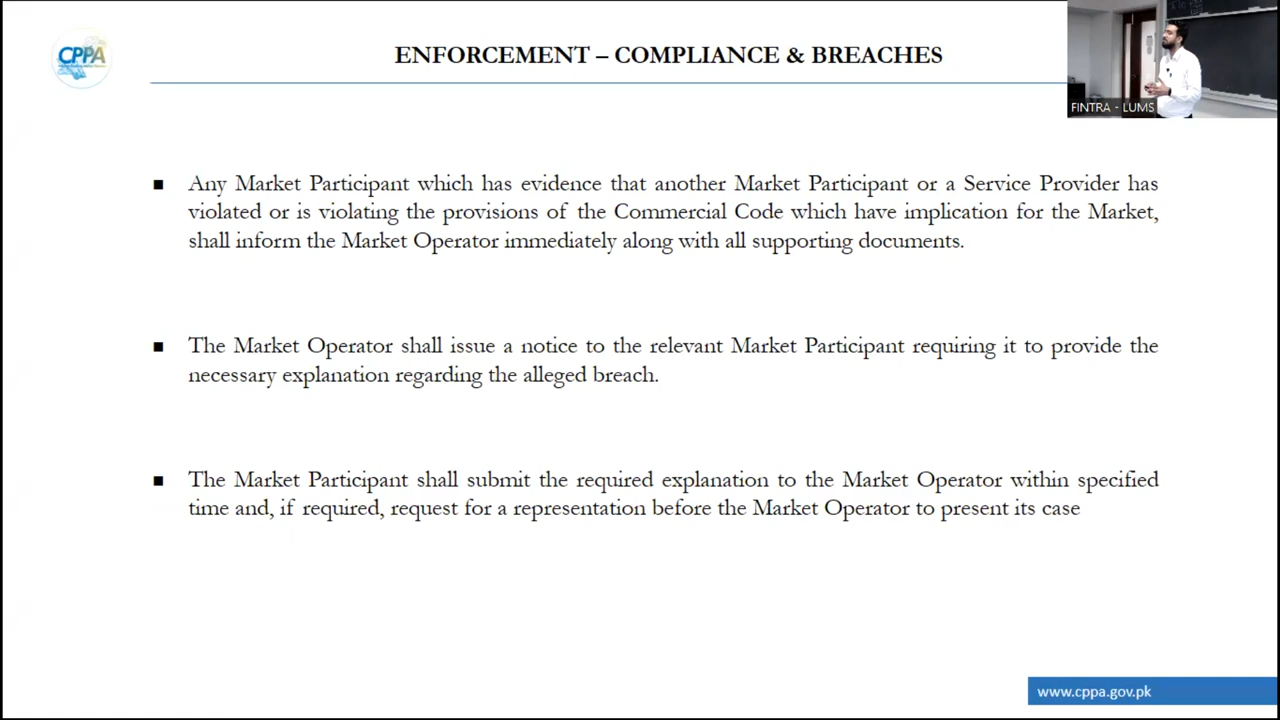 CPPA
ENFORCEMENT – COMPLIANCE & BREACHES
FINTRA - LUMS
■ Any Market Participant which has evidence that another Market Participant or a Service Provider has
violated or is violating the provisions of the Commercial Code which have implication for the Market,
shall inform the Market Operator immediately along with all supporting documents.
■ The Market Operator shall issue a notice to the relevant Market Participant requiring it to provide the
necessary explanation regarding the alleged breach.
■ The Market Participant shall submit the required explanation to the Market Operator within specified
time and, if required, request for a representation before the Market Operator to present its case
www.cppa.gov.pk